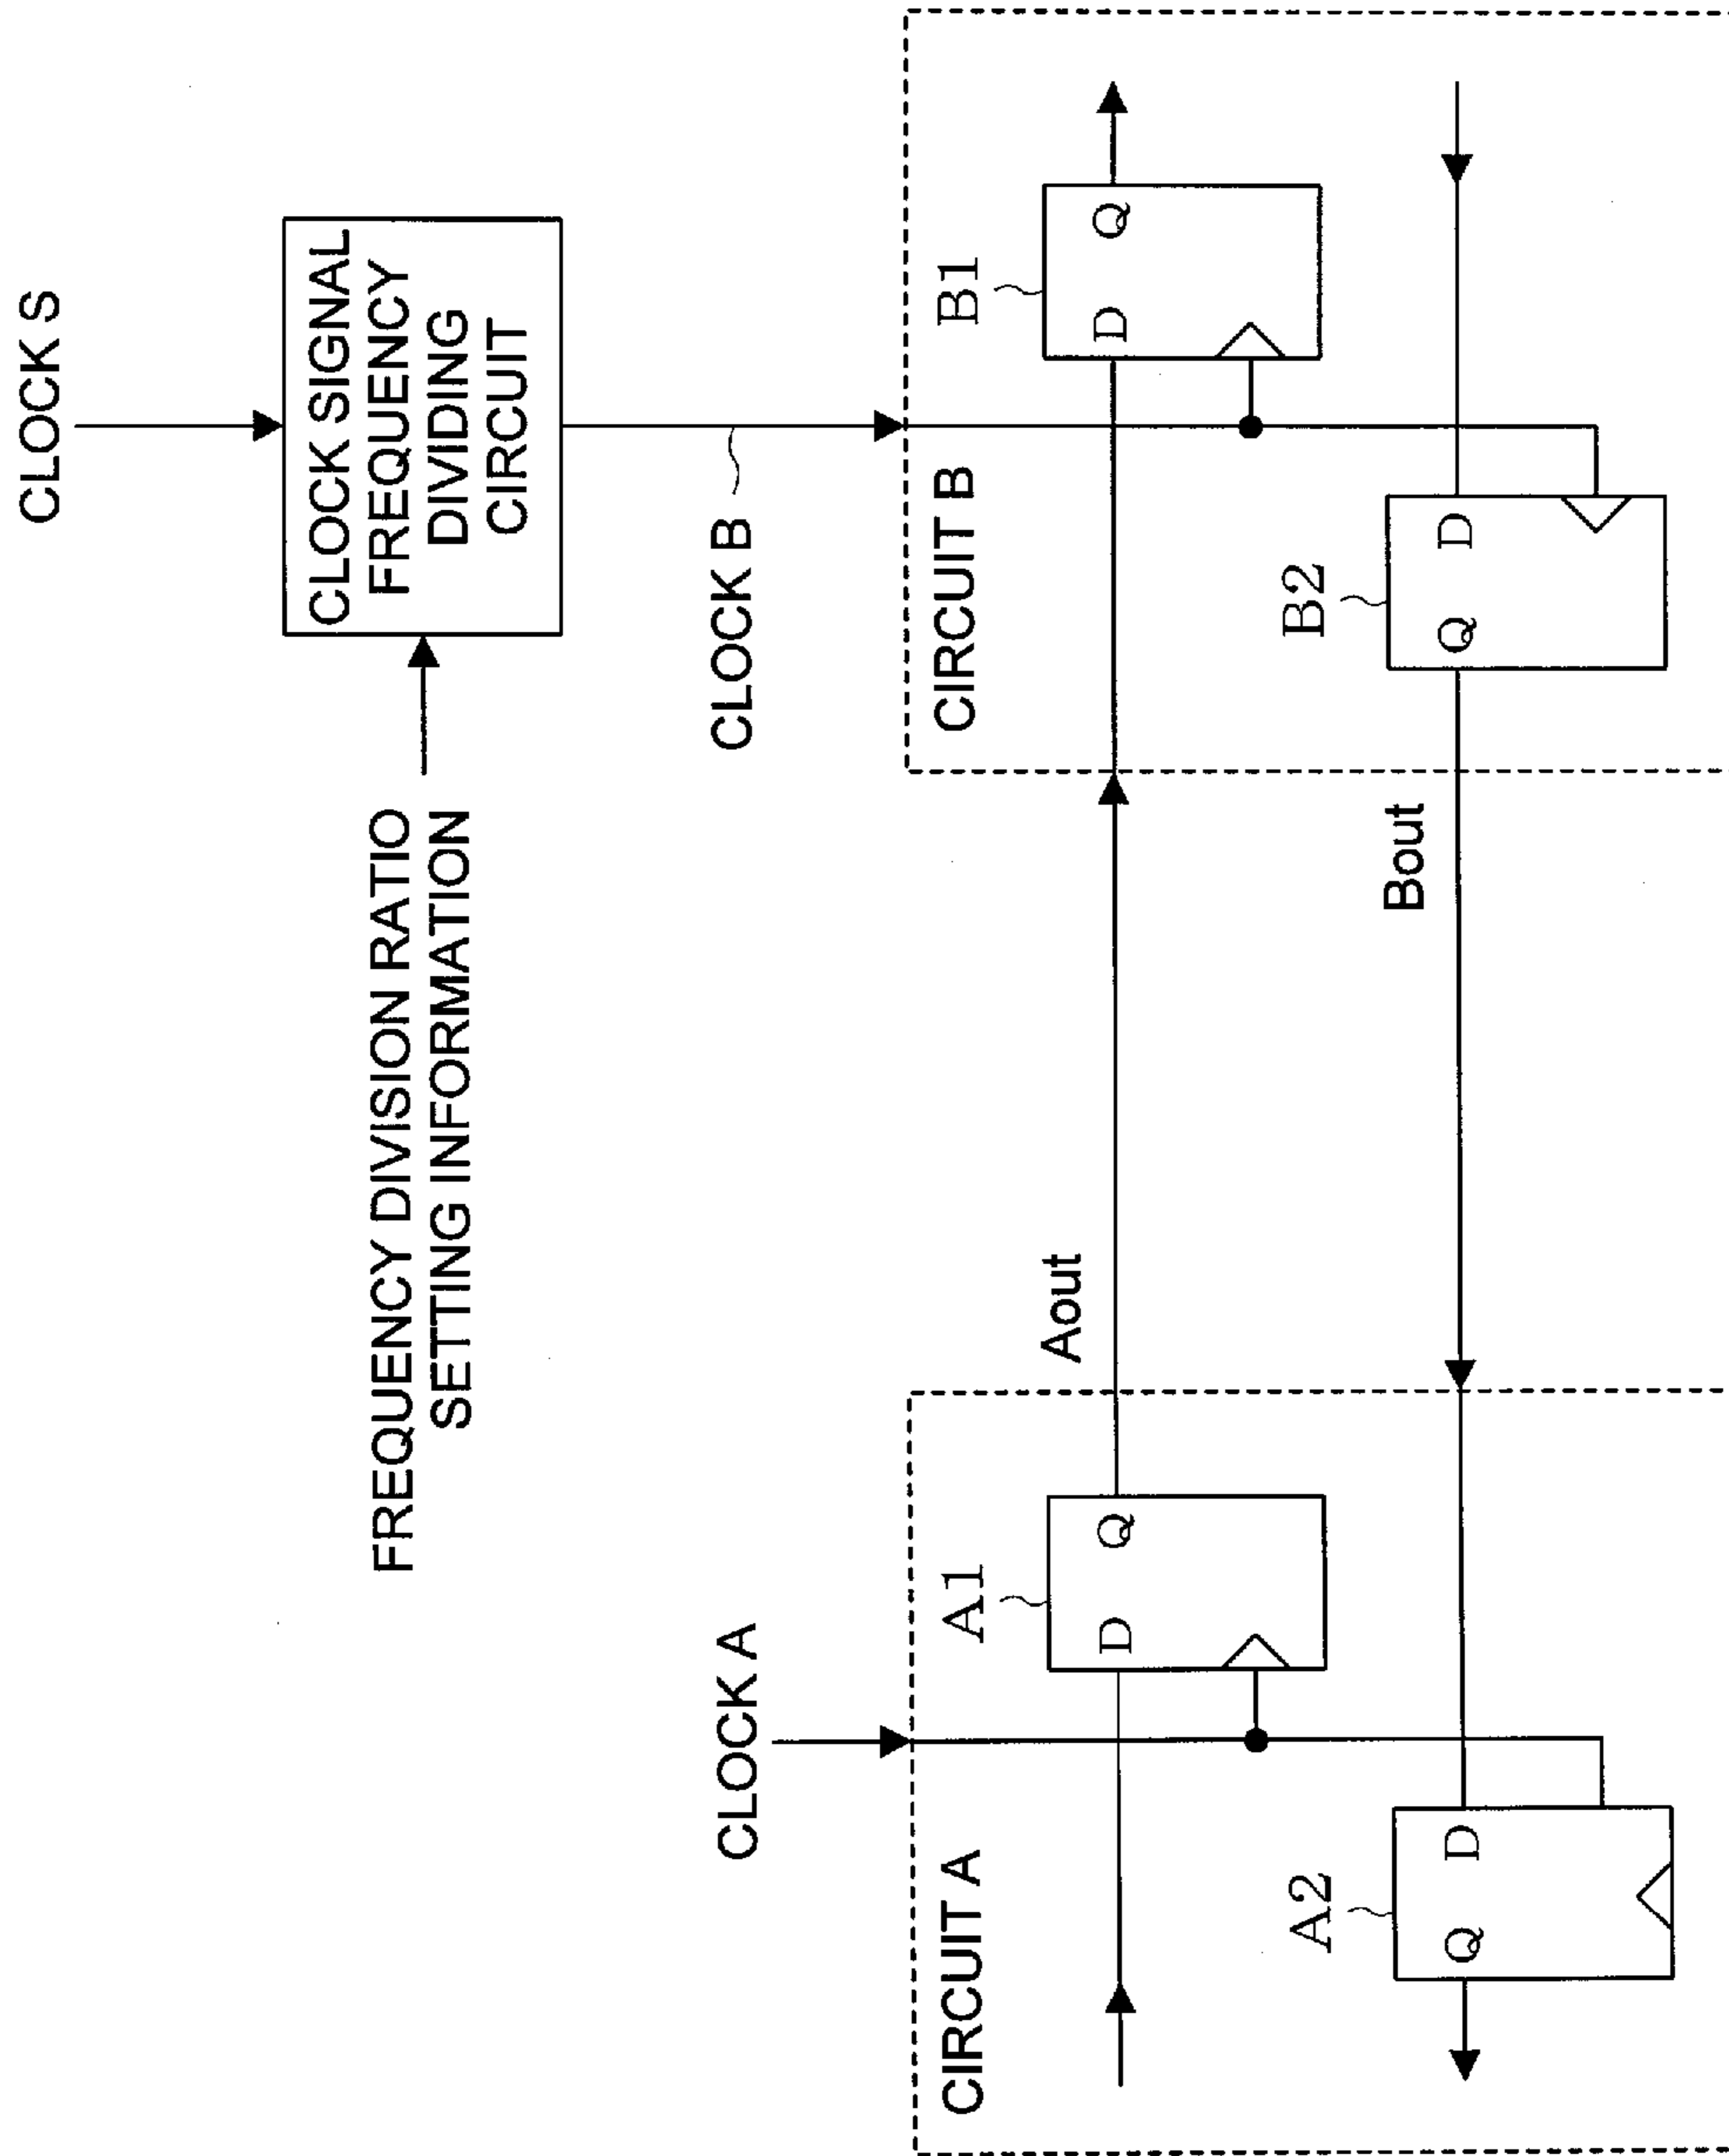 CLOCK S
FREQUENCY DIVISION RATIO
SETTING INFORMATION
CLOCK SIGNAL
FREQUENCY
DIVIDING
CIRCUIT
CLOCK A
CLOCK B
CIRCUIT A
A1
D
Q
Aout
CIRCUIT B
B1
D
Q
A2
Q
D
Bout
B2
Q
D